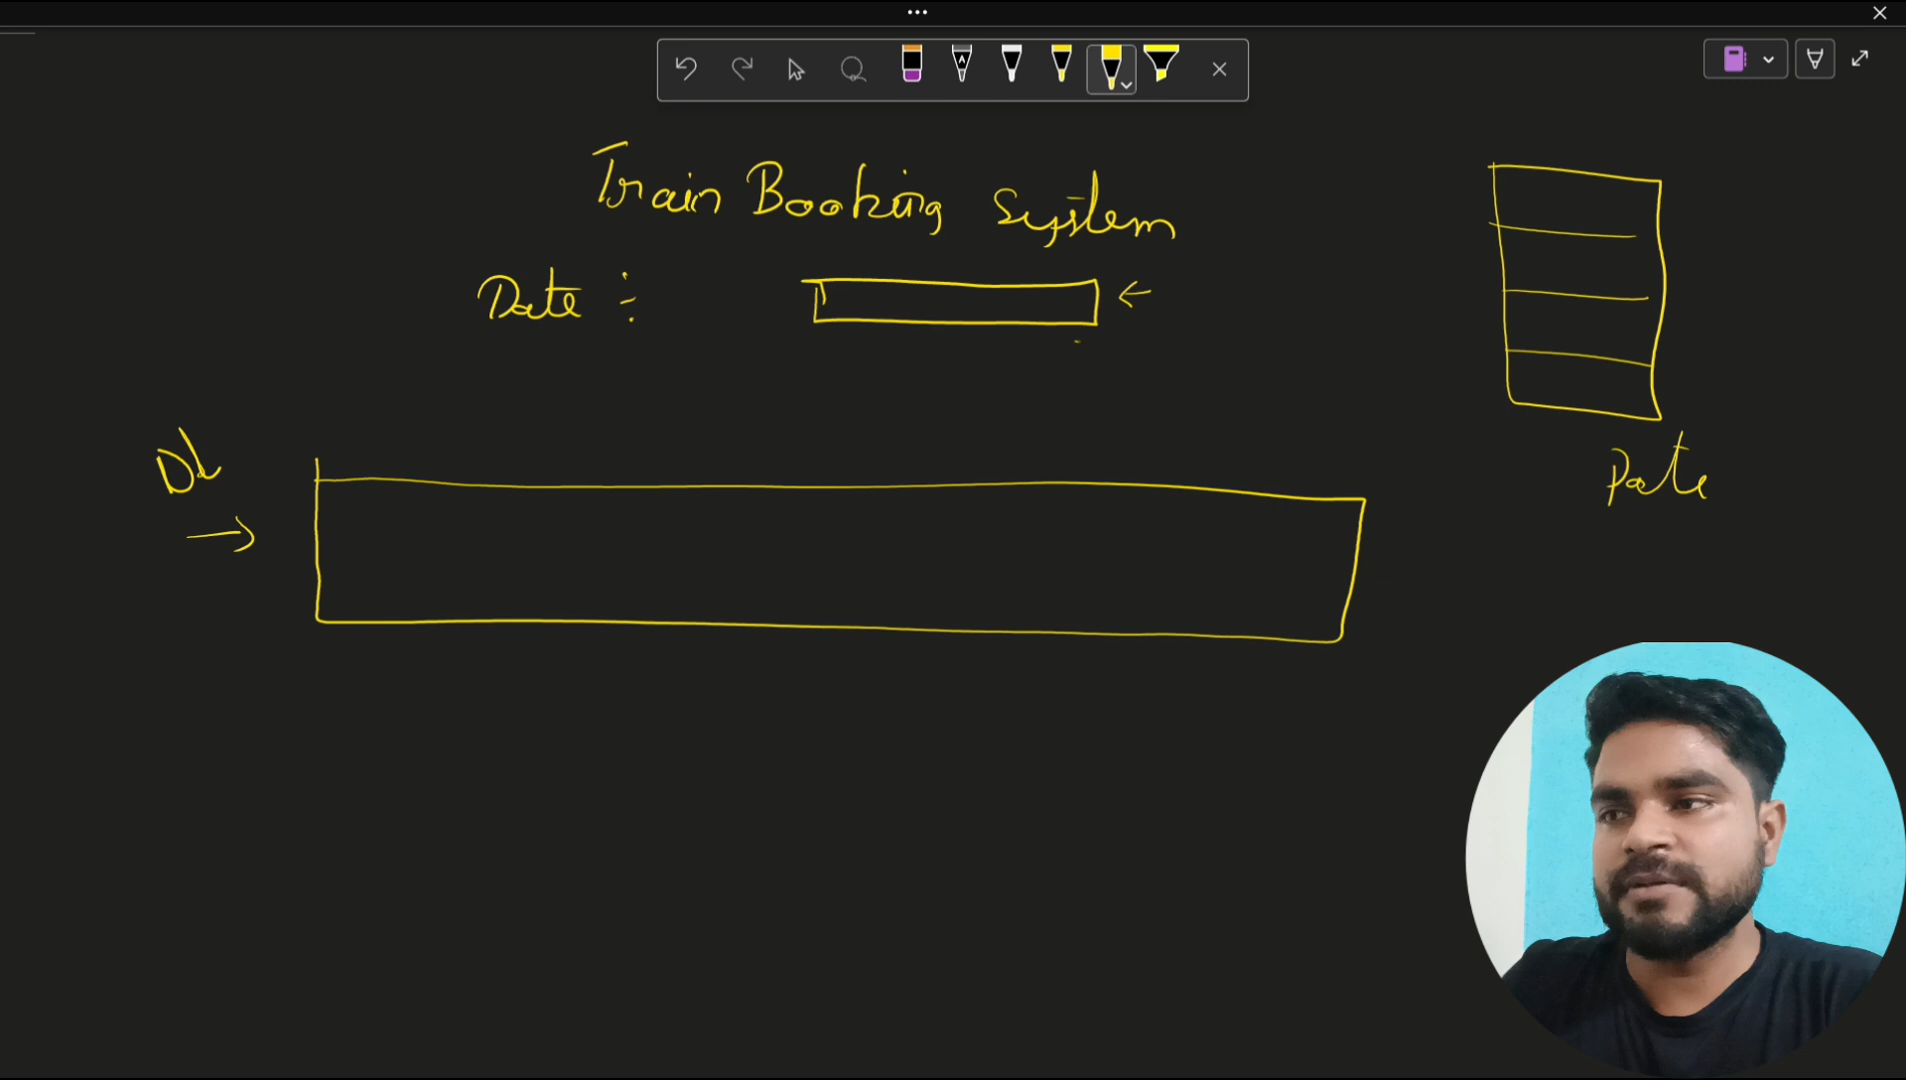 Train Booking System
Date :
Date